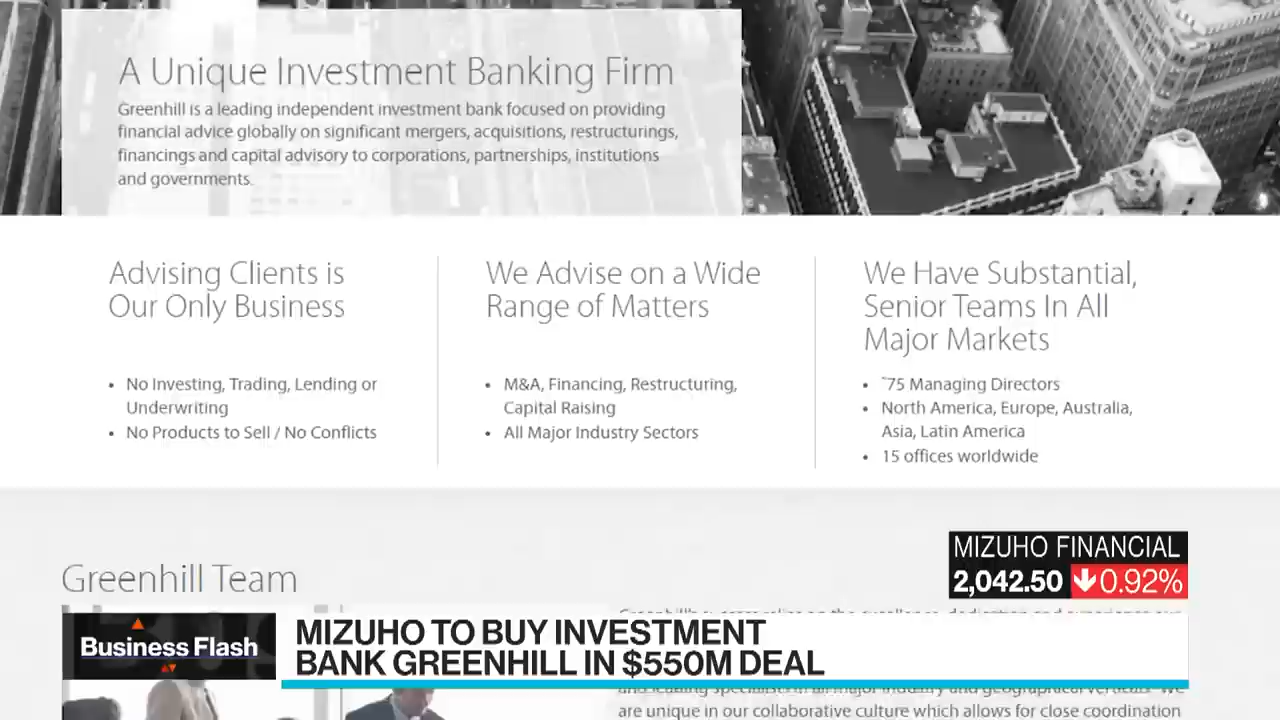 A Unique Investment Banking Firm
Greenhill is a leading independent investment bank focused on providing
financial advice globally on significant mergers, acquisitions, restructurings,
financings and capital advisory to corporations, partnerships, institutions
and governments.
Advising Clients is
Our Only Business
• No Investing, Trading, Lending or
Underwriting
• No Products to Sell / No Conflicts
We Advise on a Wide
Range of Matters
• M&A, Financing, Restructuring,
Capital Raising
• All Major Industry Sectors
We Have Substantial,
Senior Teams In All
Major Markets
• ~75 Managing Directors
• North America, Europe, Australia,
Asia, Latin America
• 15 offices worldwide
MIZUHO FINANCIAL
2,042.50 0.92%
Greenhill Team
Business Flash
MIZUHO TO BUY INVESTMENT
BANK GREENHILL IN $550M DEAL
are unique in our collaborative culture which allows for close coordination